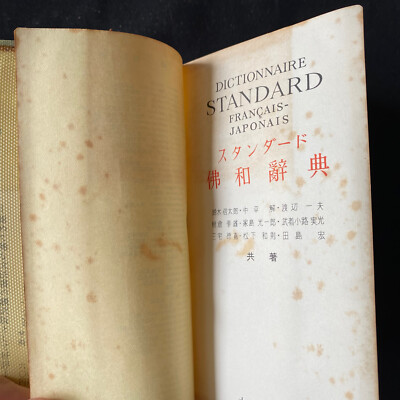 DICTIONNAIRE
STANDARD
FRANÇAIS-
JAPONAIS
スタンダード
佛和辭典
鈴木信太郎・中平 解・渡辺 一夫
朝倉季雄・家島光一郎・武者小路実光
三宅徳嘉・松下和則・田島 宏
共著